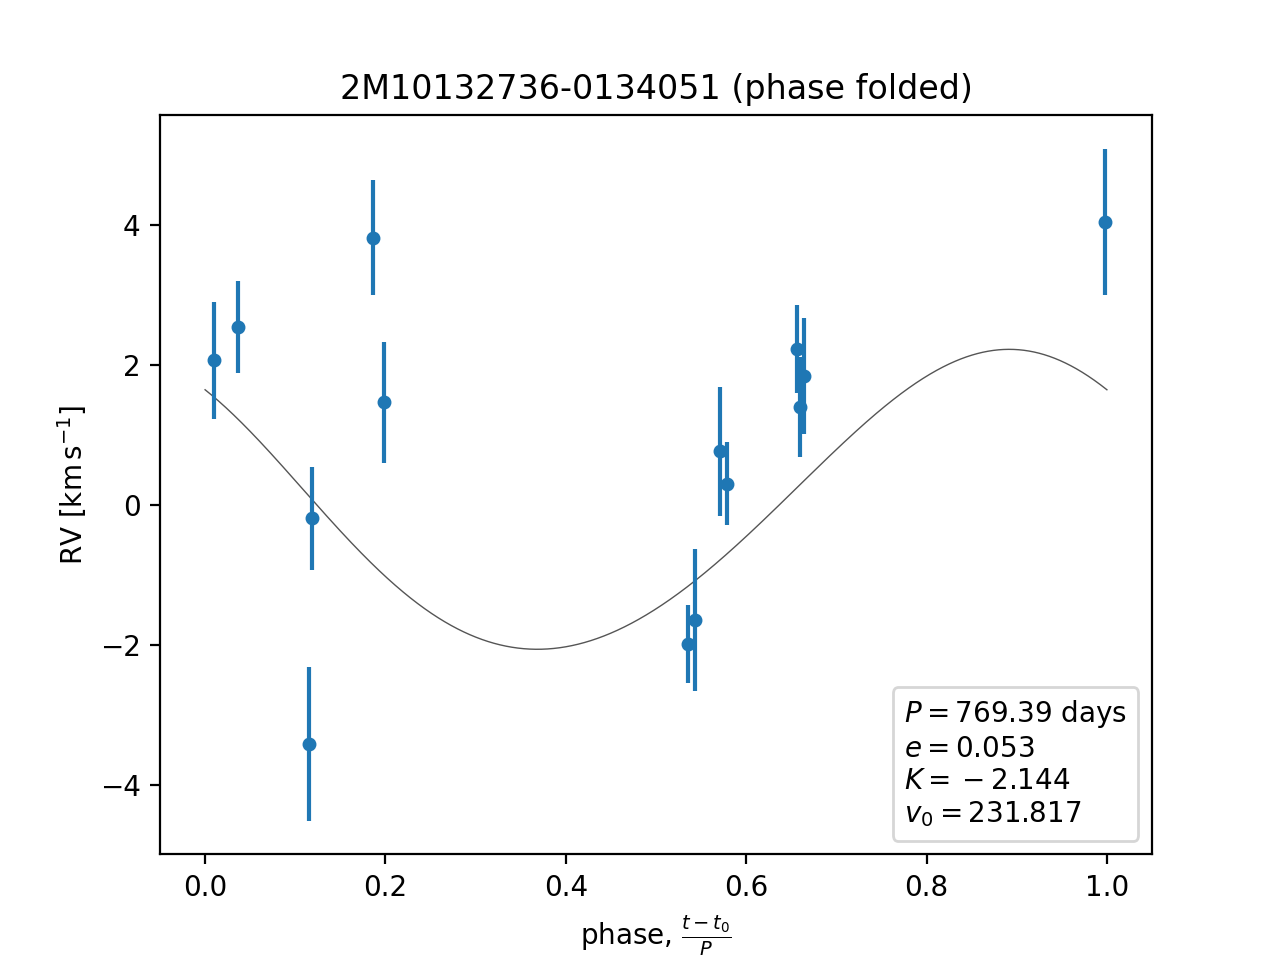 2M10132736-0134051 (phase folded)
RV [km s⁻¹]
4
2
0
−2
−4
P = 769.39 days
e = 0.053
K = −2.144
v₀ = 231.817
0.0 0.2 0.4 0.6 0.8 1.0
phase, (t − t₀)/P